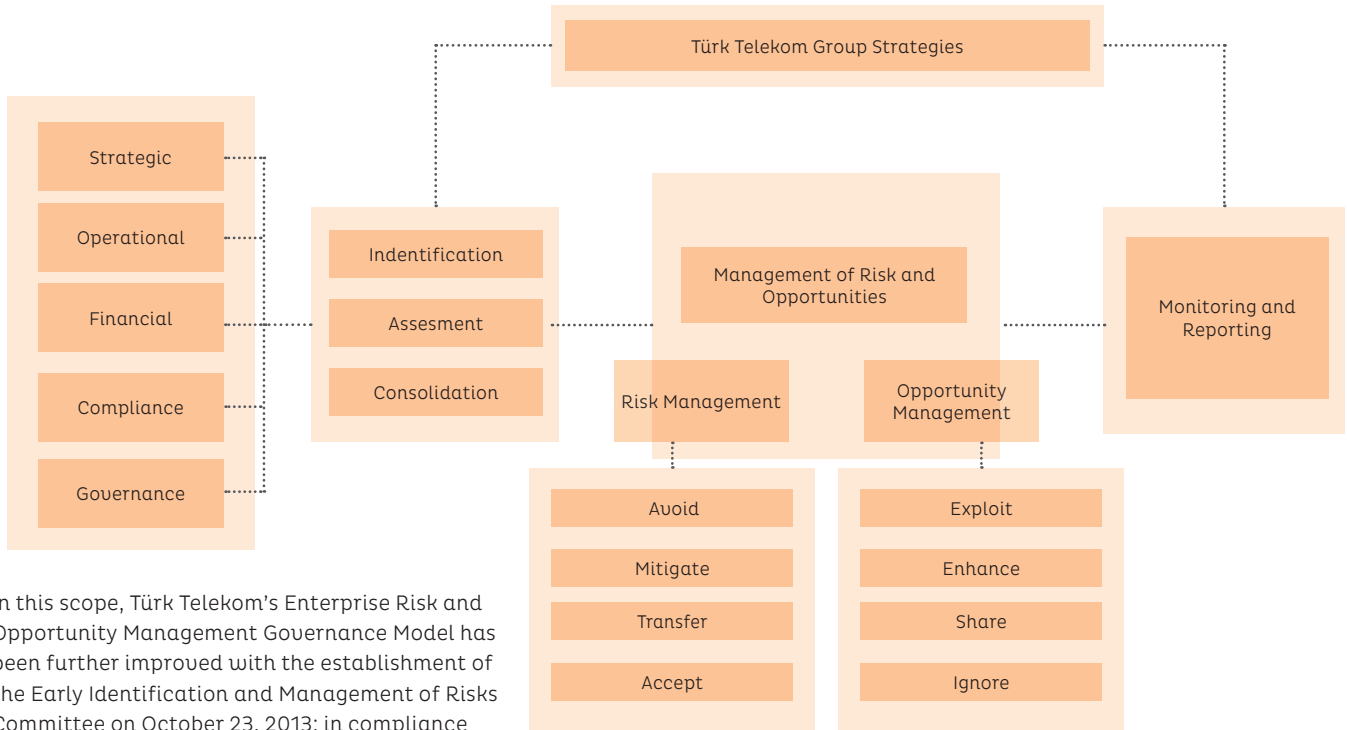 Türk Telekom Group Strategies
Strategic
Operational
Financial
Compliance
Governance
Indentification
Assesment
Consolidation
Management of Risk and
Opportunities
Risk Management
Opportunity
Management
Monitoring and
Reporting
Avoid
Mitigate
Transfer
Accept
Exploit
Enhance
Share
Ignore
n this scope, Türk Telekom’s Enterprise Risk and
Opportunity Management Governance Model has
been further improved with the establishment of
the Early Identification and Management of Risks
Committee on October 23, 2013; in compliance